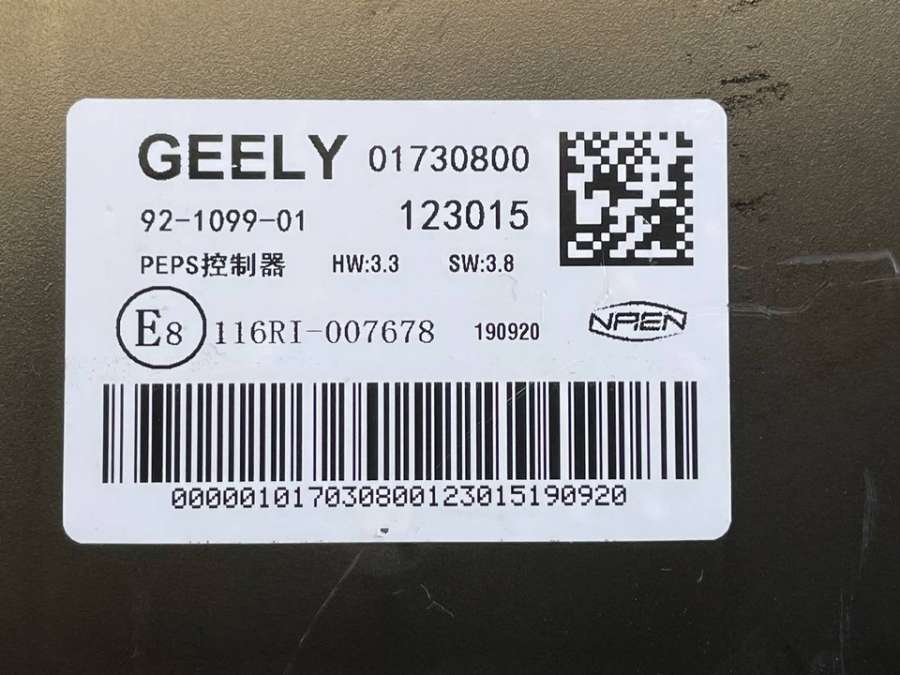 GEELY 01730800
92-1099-01 123015
PEPS控制器 HW:3.3 SW:3.8
E8 116RI-007678 190920 NAEN
000001017030800123015190920